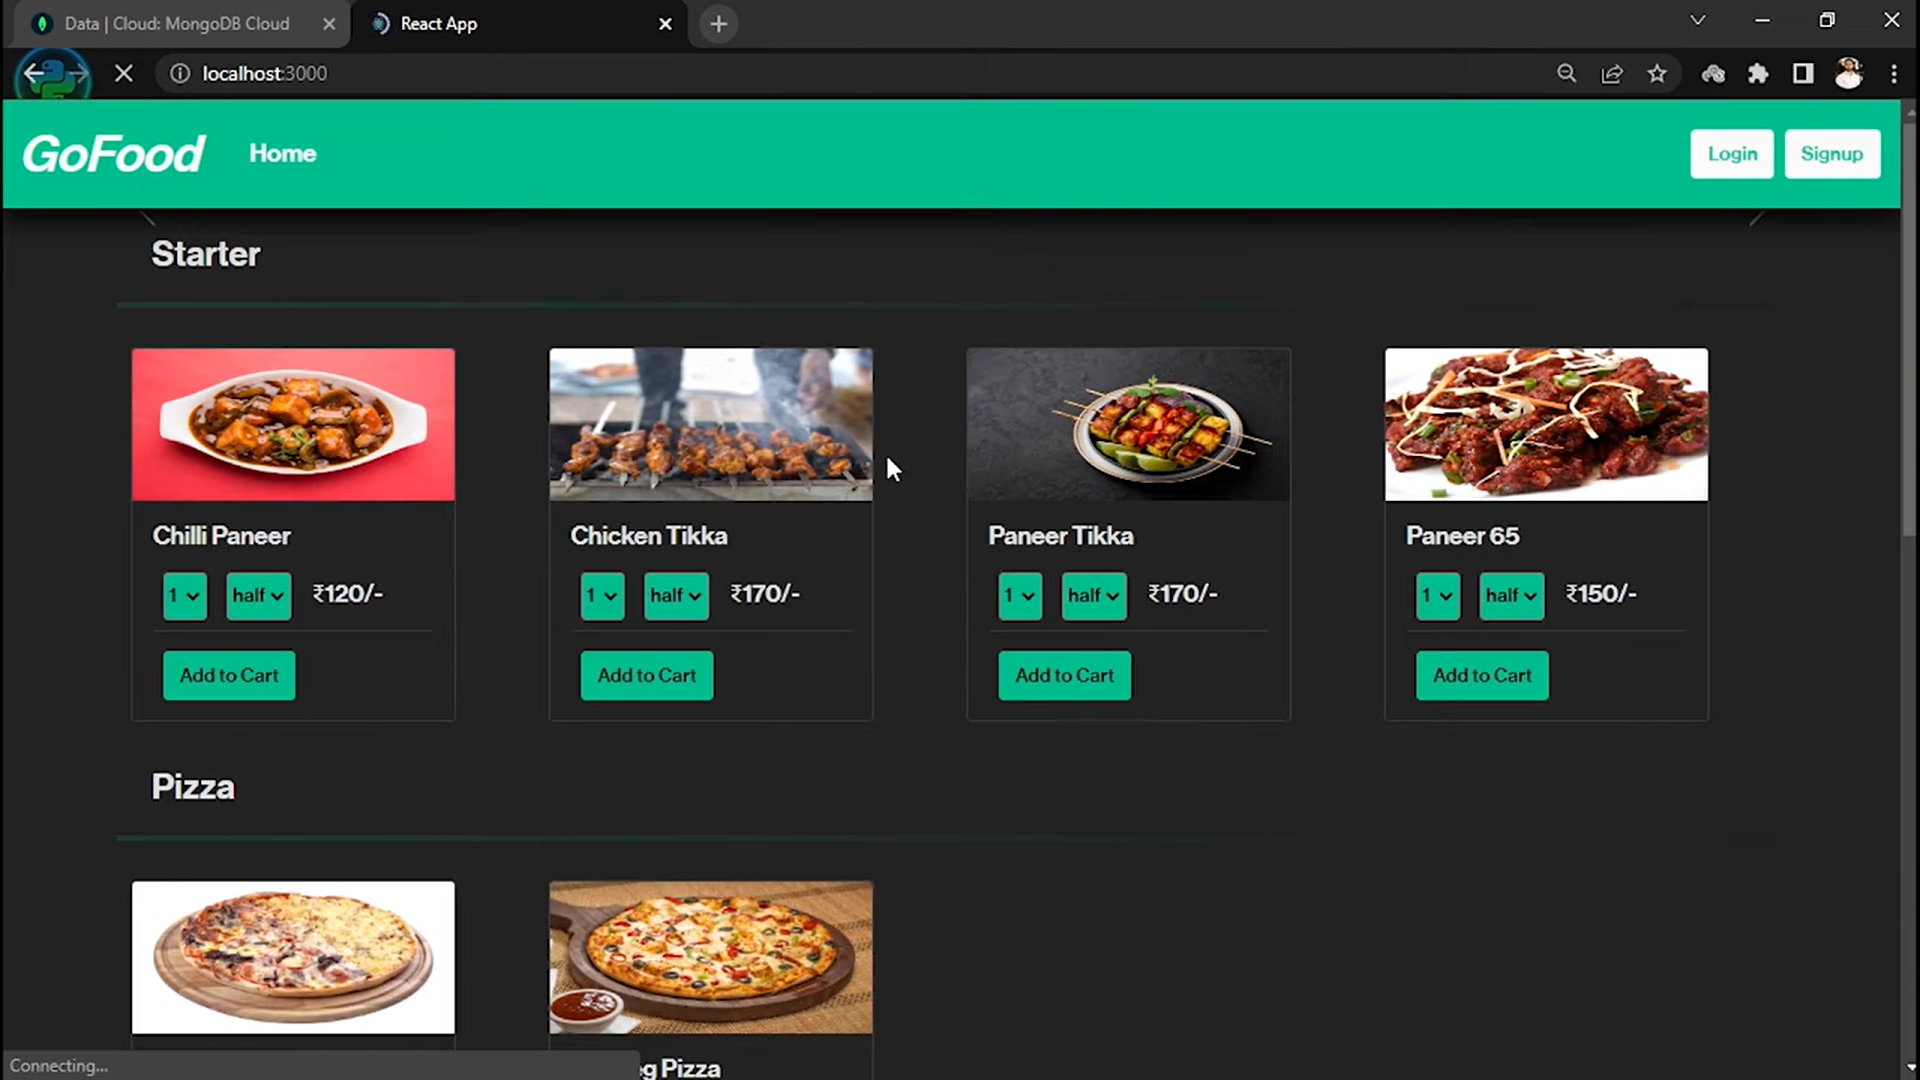 Data | Cloud: MongoDB Cloud
React App
localhost:3000
GoFood Home Login Signup
Starter
Chilli Paneer
1 half ₹120/-
Add to Cart
Chicken Tikka
1 half ₹170/-
Add to Cart
Paneer Tikka
1 half ₹170/-
Add to Cart
Paneer 65
1 half ₹150/-
Add to Cart
Pizza
Pizza
Connecting...